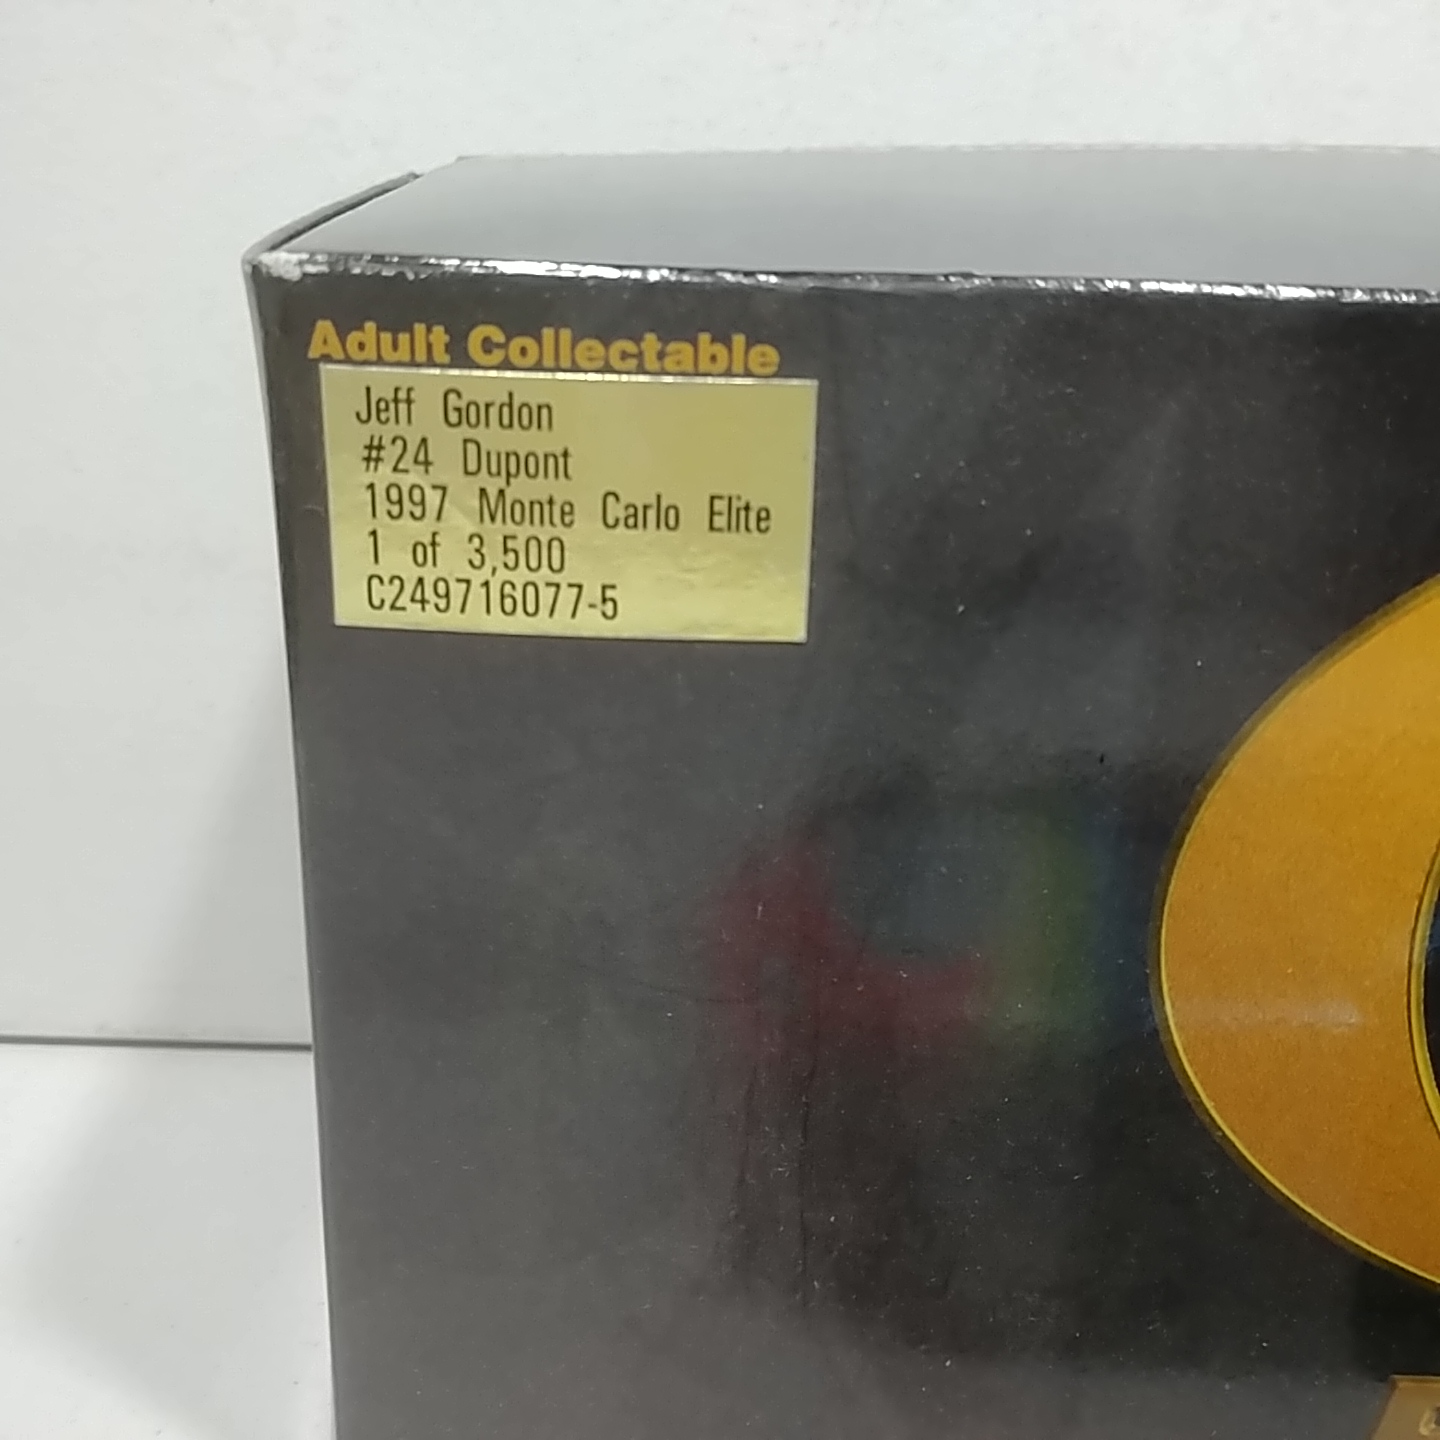 Adult Collectable
Jeff Gordon
#24 Dupont
1997 Monte Carlo Elite
1 of 3,500
C249716077-5